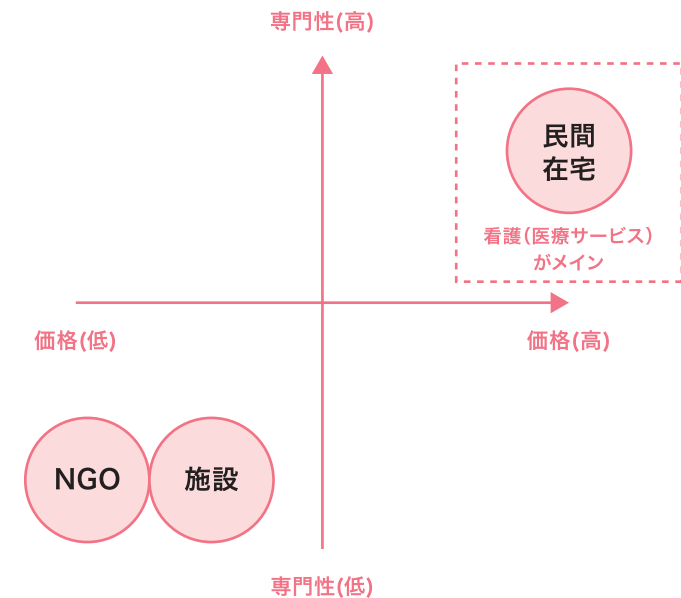 専門性(高)
民間
在宅
看護(医療サービス)
がメイン
価格(低)
価格(高)
NGO
施設
専門性(低)